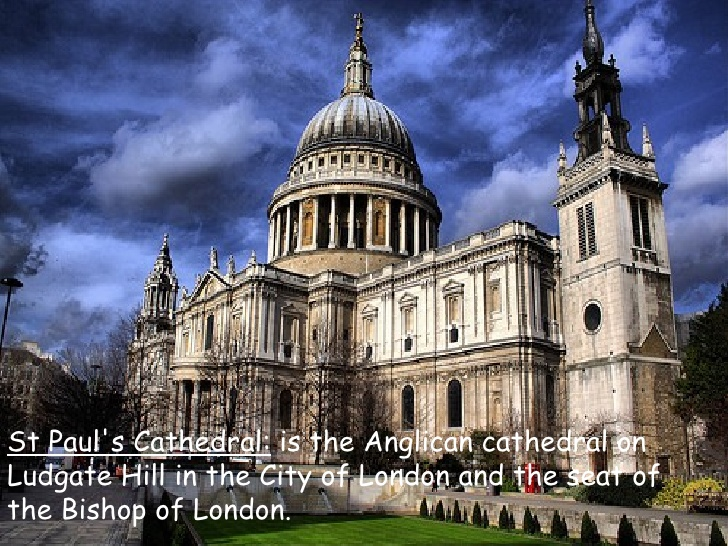 St Paul's Cathedral: is the Anglican cathedral on
Ludgate Hill in the City of London and the seat of
the Bishop of London.